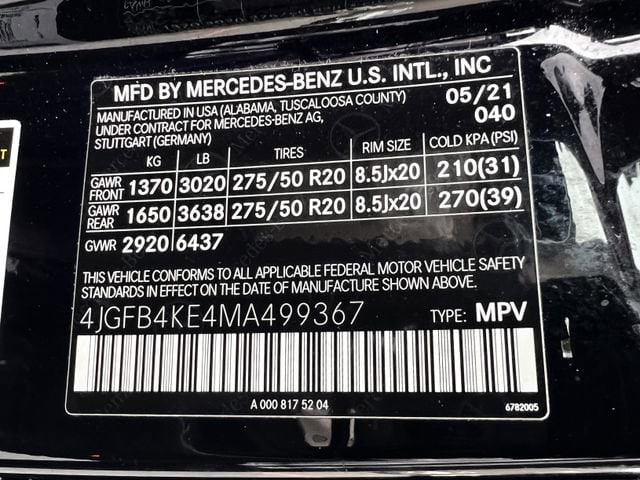 MFD BY MERCEDES-BENZ U.S. INTL., INC
MANUFACTURED IN USA (ALABAMA, TUSCALOOSA COUNTY) 05/21
UNDER CONTRACT FOR MERCEDES-BENZ AG, 040
STUTTGART (GERMANY)
KG LB TIRES RIM SIZE COLD KPA (PSI)
GAWR FRONT 1370 3020 275/50 R20 8.5Jx20 210(31)
GAWR REAR 1650 3638 275/50 R20 8.5Jx20 270(39)
GVWR 2920 6437
THIS VEHICLE CONFORMS TO ALL APPLICABLE FEDERAL MOTOR VEHICLE SAFETY
STANDARDS IN EFFECT ON THE DATE OF MANUFACTURE SHOWN ABOVE.
4JGFB4KE4MA499367 TYPE: MPV
A 000 817 52 04 6782005